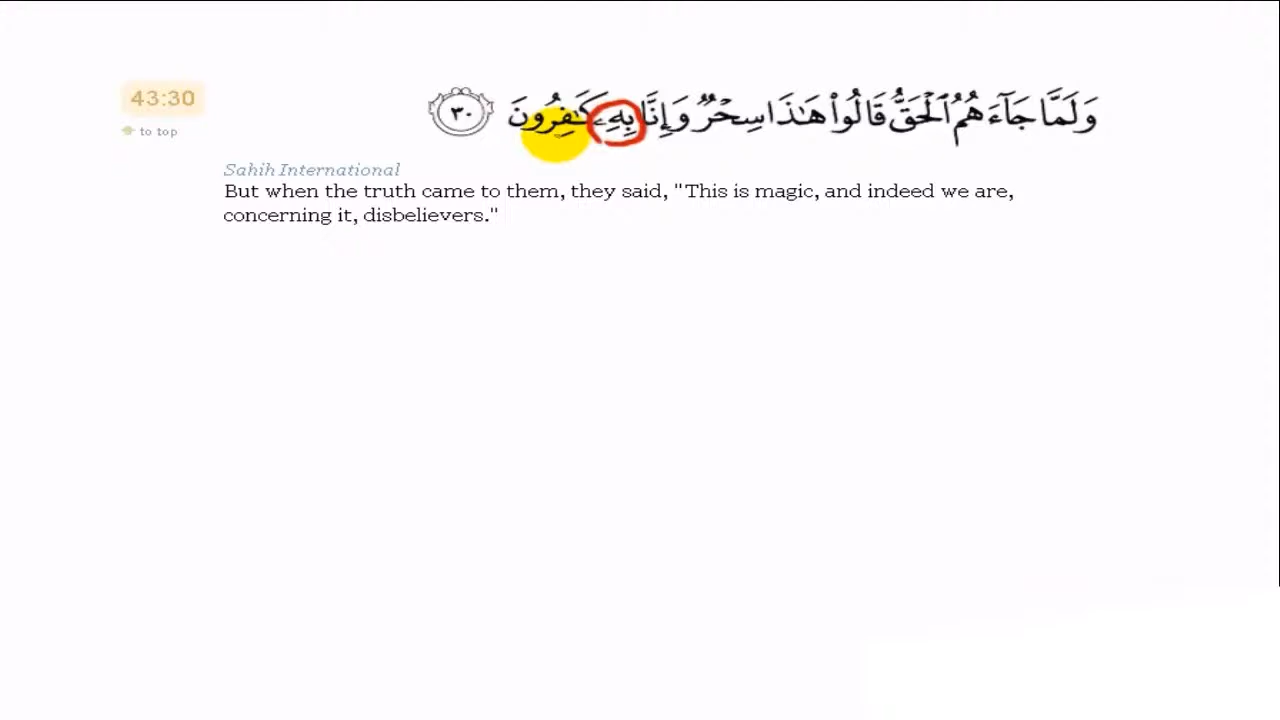 43:30
وَلَمَّا جَآءَهُمُ ٱلْحَقُّ قَالُوا۟ هَـٰذَا سِحْرٌ وَإِنَّا بِهِۦ كَـٰفِرُونَ ٣٠
to top
Sahih International
But when the truth came to them, they said, "This is magic, and indeed we are,
concerning it, disbelievers."